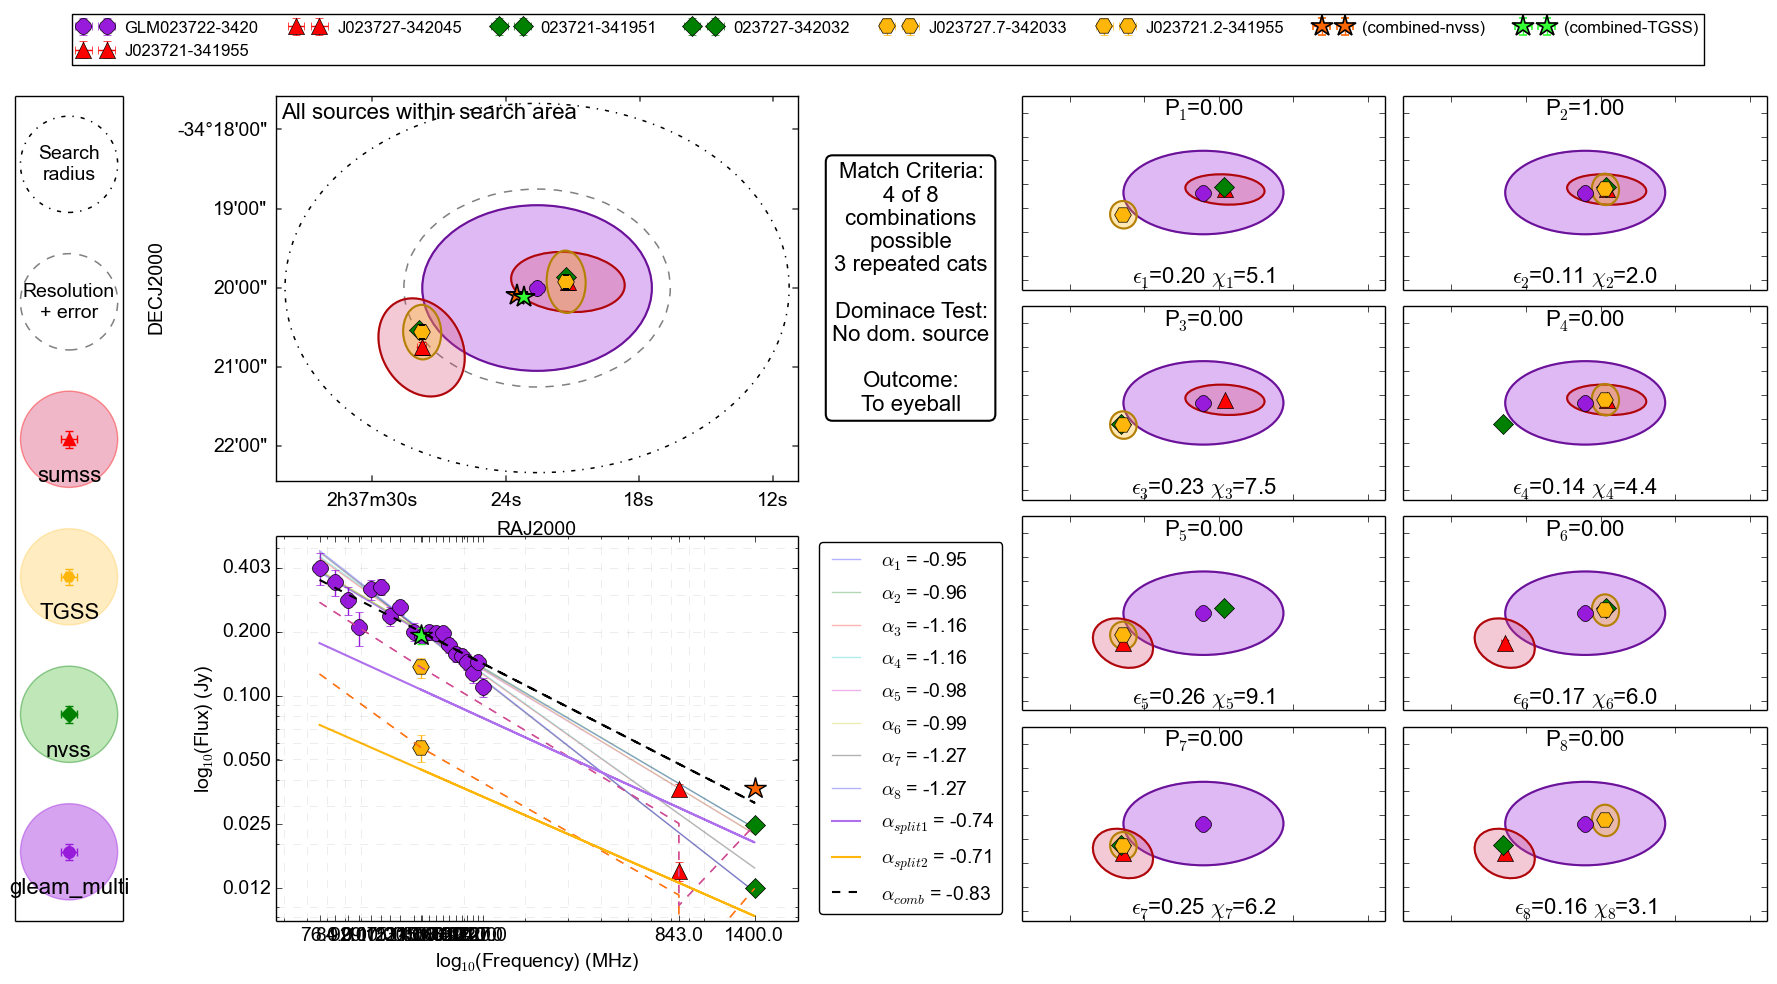 GLM023722-3420 J023727-342045 023721-341951 023727-342032 J023727.7-342033 J023721.2-341955 (combined-nvss) (combined-TGSS)
J023721-341955
Search
radius
Resolution
+ error
sumss
TGSS
nvss
gleam_multi
All sources within search area
DECJ2000
-34°18'00"
19'00"
20'00"
21'00"
22'00"
2h37m30s 24s 18s 12s
RAJ2000
Match Criteria:
4 of 8
combinations
possible
3 repeated cats
Dominace Test:
No dom. source
Outcome:
To eyeball
log10(Flux) (Jy)
0.403
0.200
0.100
0.050
0.025
0.012
843.0 1400.0
log10(Frequency) (MHz)
α1 = -0.95
α2 = -0.96
α3 = -1.16
α4 = -1.16
α5 = -0.98
α6 = -0.99
α7 = -1.27
α8 = -1.27
αsplit1 = -0.74
αsplit2 = -0.71
αcomb = -0.83
P1=0.00
ϵ1=0.20 χ1=5.1
P2=1.00
ϵ2=0.11 χ2=2.0
P3=0.00
ϵ3=0.23 χ3=7.5
P4=0.00
ϵ4=0.14 χ4=4.4
P5=0.00
ϵ5=0.26 χ5=9.1
P6=0.00
ϵ6=0.17 χ6=6.0
P7=0.00
ϵ7=0.25 χ7=6.2
P8=0.00
ϵ8=0.16 χ8=3.1